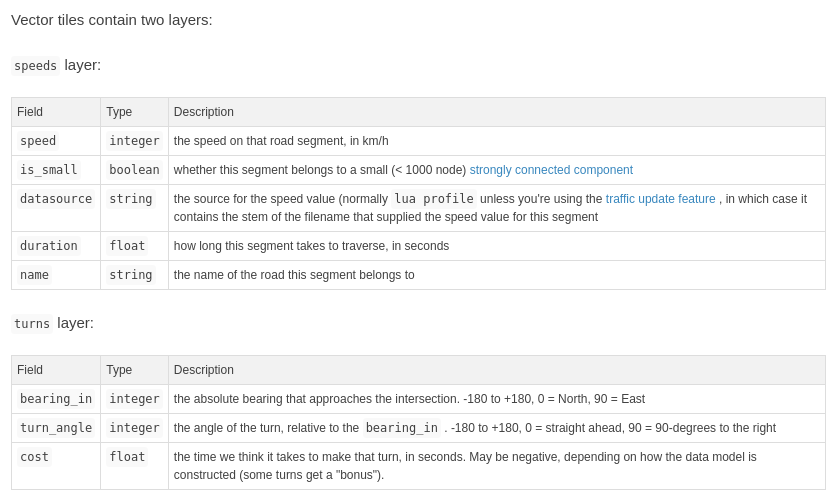 Vector tiles contain two layers:
speeds layer:
Field Type Description
speed integer the speed on that road segment, in km/h
is_small boolean whether this segment belongs to a small (< 1000 node) strongly connected component
datasource string the source for the speed value (normally lua profile unless you're using the traffic update feature , in which case it
contains the stem of the filename that supplied the speed value for this segment
duration float how long this segment takes to traverse, in seconds
name string the name of the road this segment belongs to
turns layer:
Field Type Description
bearing_in integer the absolute bearing that approaches the intersection. -180 to +180, 0 = North, 90 = East
turn_angle integer the angle of the turn, relative to the bearing_in . -180 to +180, 0 = straight ahead, 90 = 90-degrees to the right
cost float the time we think it takes to make that turn, in seconds. May be negative, depending on how the data model is
constructed (some turns get a "bonus").